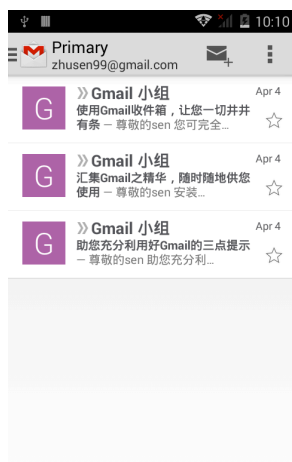 10:10
Primary
zhusen99@gmail.com
G
Gmail 小组
Apr 4
使用Gmail收件箱，让您一切井井
有条 – 尊敬的sen 您可完全…
G
Gmail 小组
Apr 4
汇集Gmail之精华，随时随地供您
使用 – 尊敬的sen 安装…
G
Gmail 小组
Apr 4
助您充分利用好Gmail的三点提示
– 尊敬的sen 助您充分利…